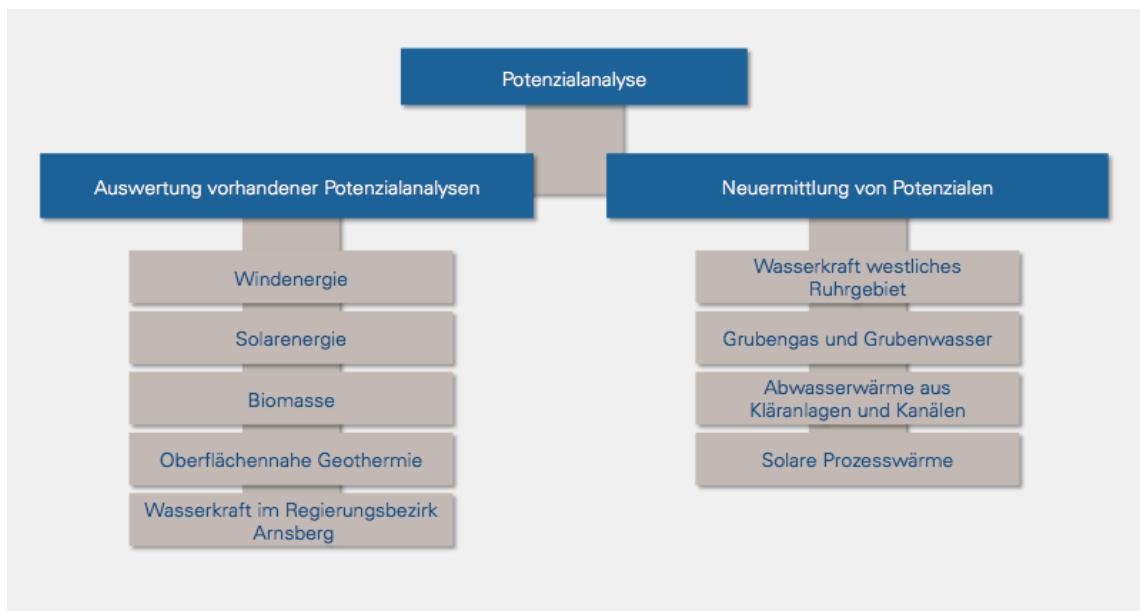 Potenzialanalyse
Auswertung vorhandener Potenzialanalysen
Windenergie
Solarenergie
Biomasse
Oberflächennahe Geothermie
Wasserkraft im Regierungsbezirk
Arnsberg
Neuermittlung von Potenzialen
Wasserkraft westliches
Ruhrgebiet
Grubengas und Grubenwasser
Abwasserwärme aus
Kläranlagen und Kanälen
Solare Prozesswärme